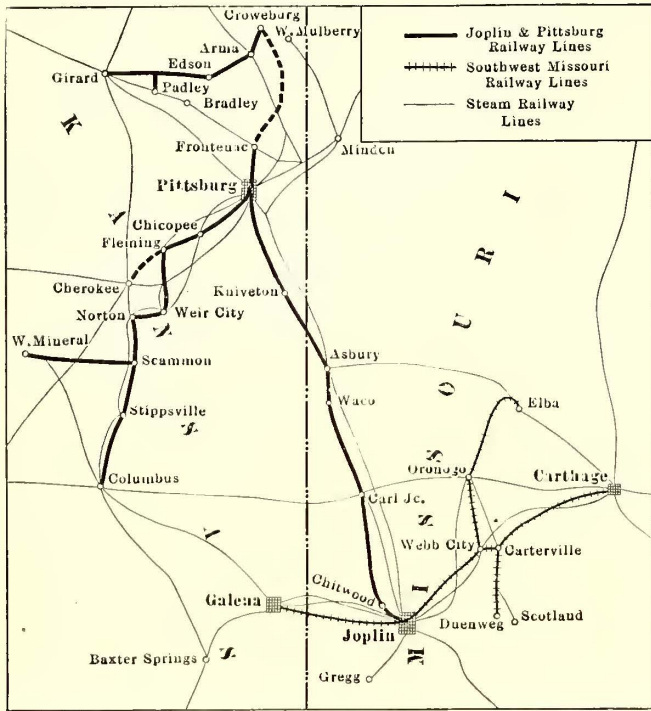 Croweburg
W. Mulberry
Arma
Edson
Girard
Padley
Bradley
Frontenac
Minden
Pittsburg
Chicopee
Fleming
Cherokee
Kniveton
Norton
Weir City
W. Mineral
Scammon
Asbury
Waco
Stippsville
Elba
Oronogo
Columbus
Carthage
Carl Jc.
Webb City
Carterville
Chitwood
Galena
Joplin
Duenweg
Scotland
Baxter Springs
Gregg
K A N S A S
M I S S O U R I
Joplin & Pittsburg
Railway Lines
Southwest Missouri
Railway Lines
Steam Railway
Lines